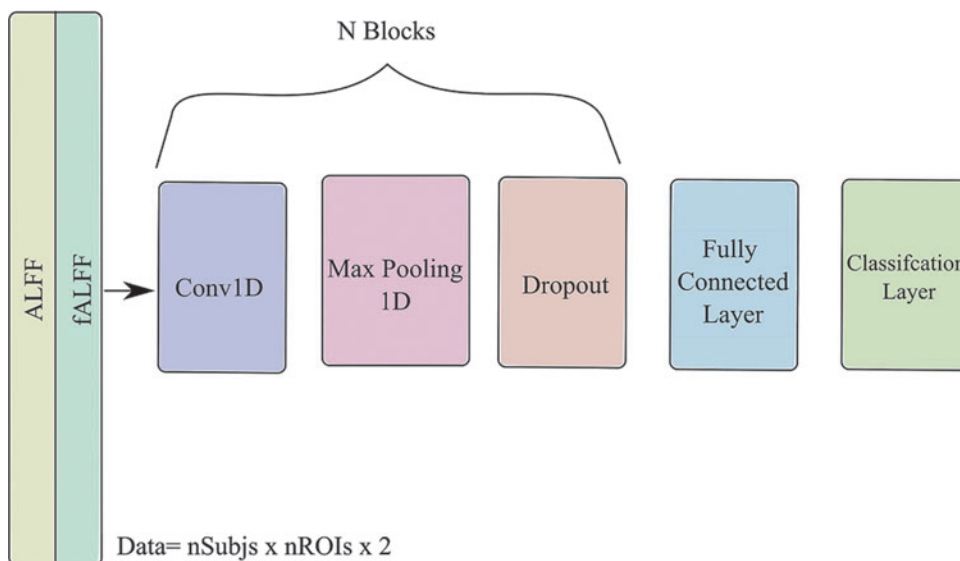 N Blocks
ALFF
fALFF
Conv1D
Max Pooling
1D
Dropout
Fully
Connected
Layer
Classifcation
Layer
Data= nSubjs x nROIs x 2